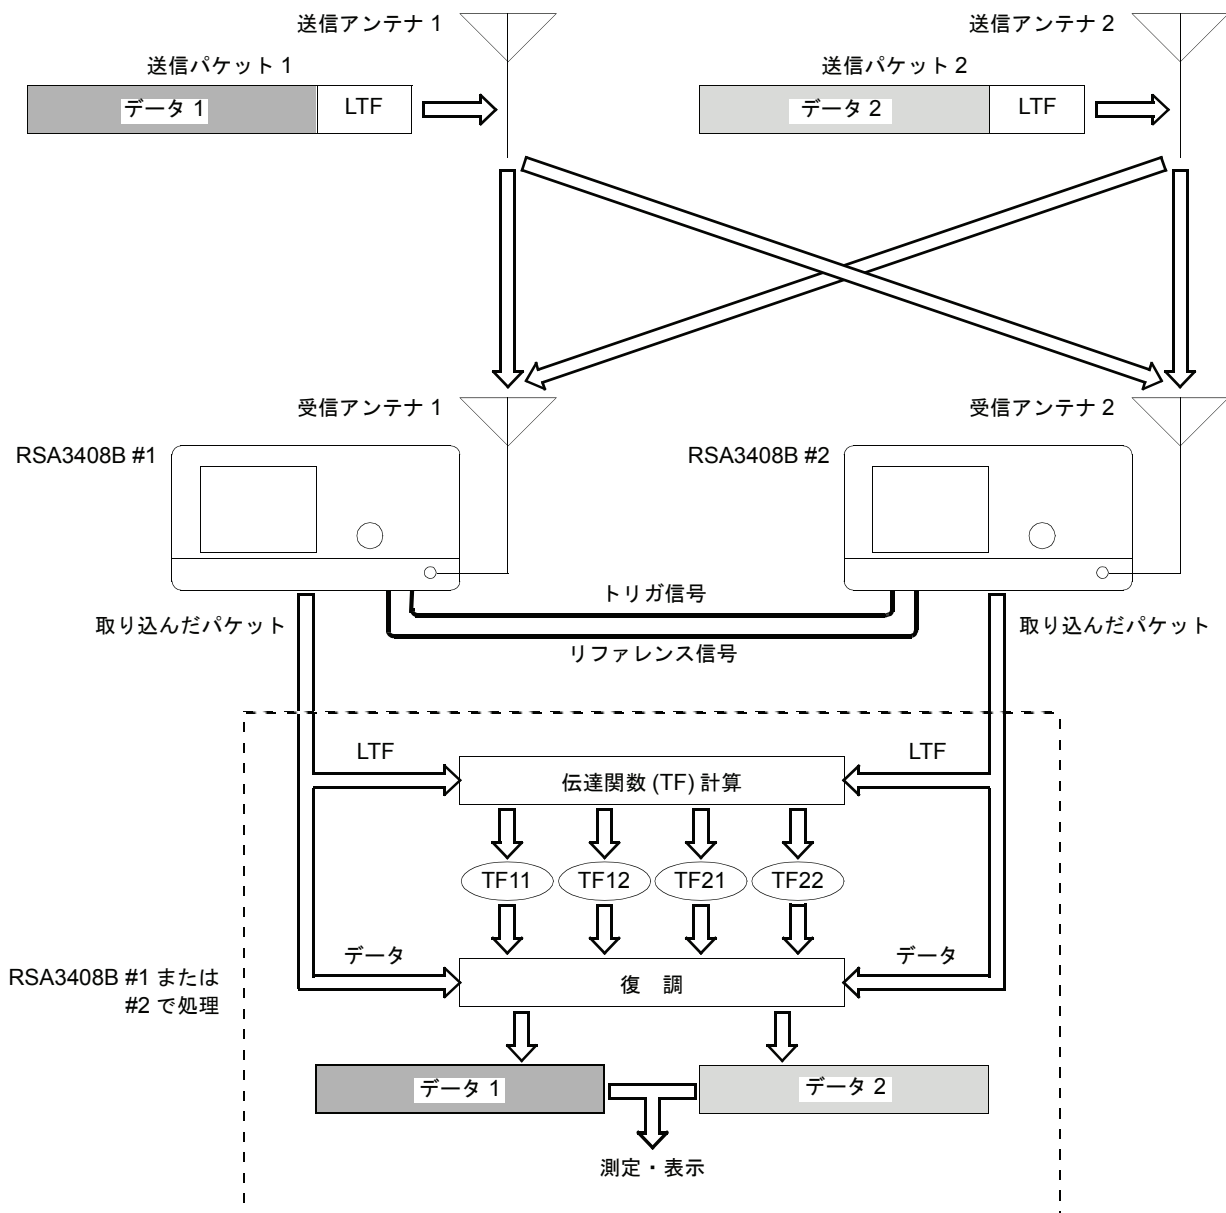 送信アンテナ 1
送信アンテナ 2
送信パケット 1
送信パケット 2
データ 1
LTF
データ 2
LTF
受信アンテナ 1
受信アンテナ 2
RSA3408B #1
RSA3408B #2
トリガ信号
取り込んだパケット
取り込んだパケット
リファレンス信号
LTF
LTF
伝達関数 (TF) 計算
TF11
TF12
TF21
TF22
データ
データ
RSA3408B #1 または
#2 で処理
復 調
データ 1
データ 2
測定・表示